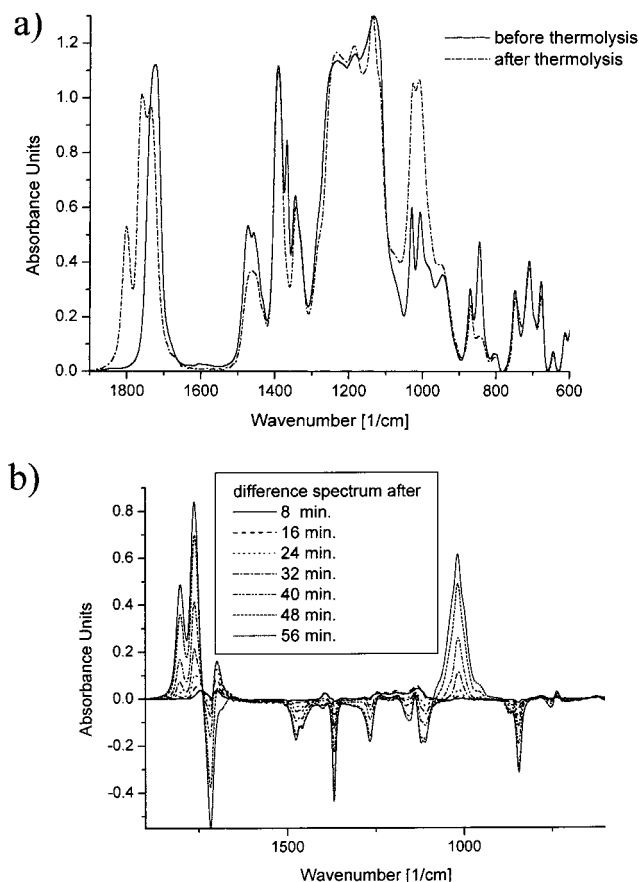 a)
before thermolysis
after thermolysis
1.2
1.0
0.8
0.6
0.4
0.2
0.0
Absorbance Units
1800 1600 1400 1200 1000 800 600
Wavenumber [1/cm]
b)
difference spectrum after
8 min.
16 min.
24 min.
32 min.
40 min.
48 min.
56 min.
0.8
0.6
0.4
0.2
0.0
-0.2
-0.4
Absorbance Units
1500 1000
Wavenumber [1/cm]